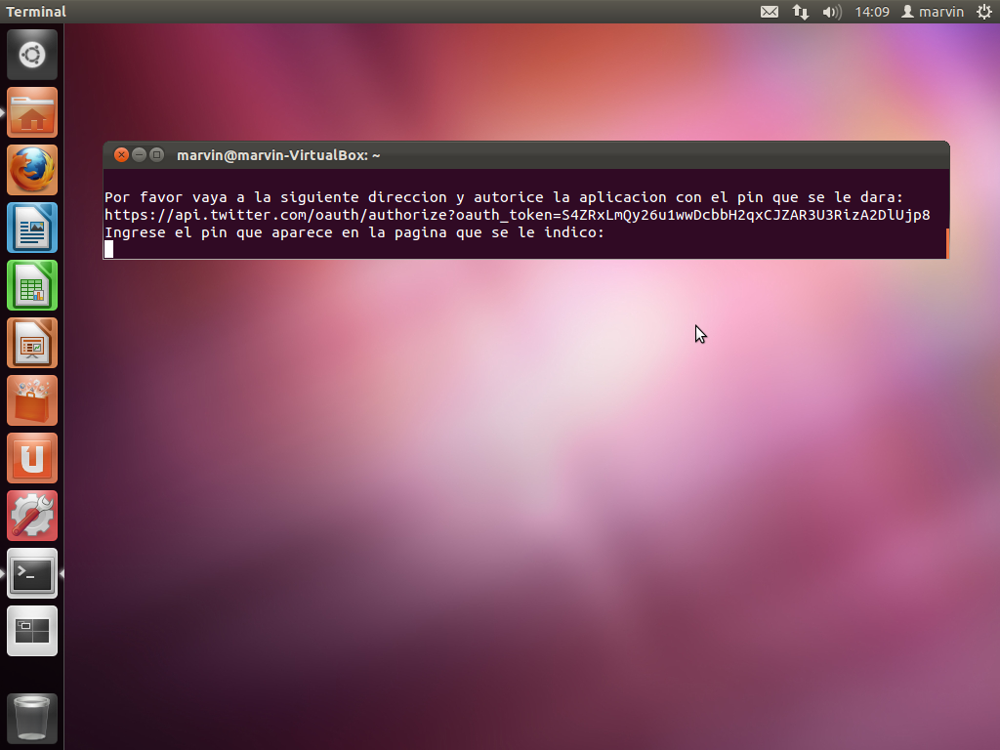 Terminal
14:09
marvin
marvin@marvin-VirtualBox: ~
Por favor vaya a la siguiente direccion y autorice la aplicacion con el pin que se le dara:
https://api.twitter.com/oauth/authorize?oauth_token=S4ZRxLmQy26u1wwDcbbH2qxCJZAR3U3RizA2DlUjp8
Ingrese el pin que aparece en la pagina que se le indico: